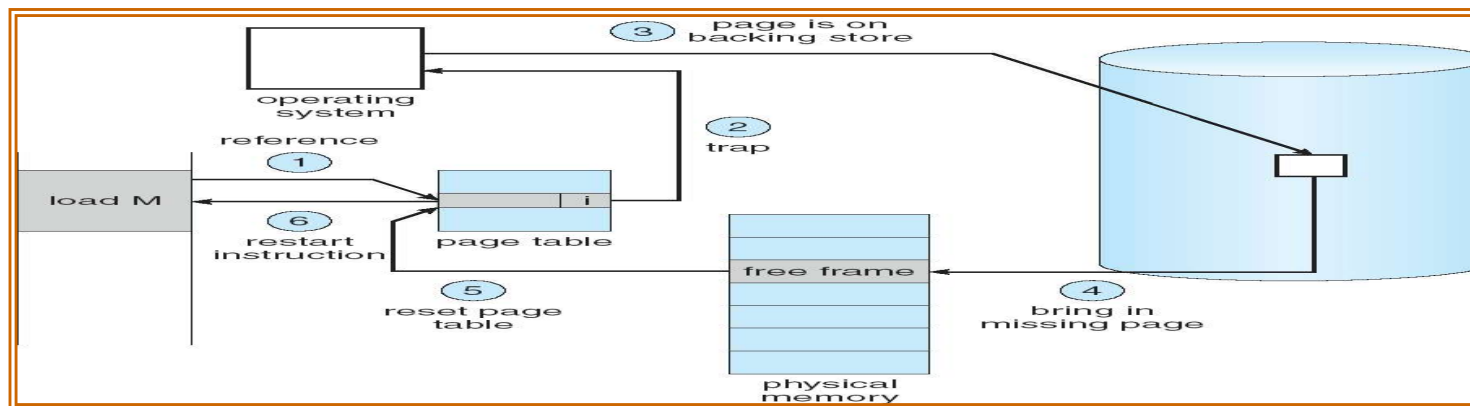 3
page is on
backing store
operating
system
reference
1
2
trap
load M
i
6
restart
instruction
page table
free frame
5
reset page
table
4
bring in
missing page
physical
memory